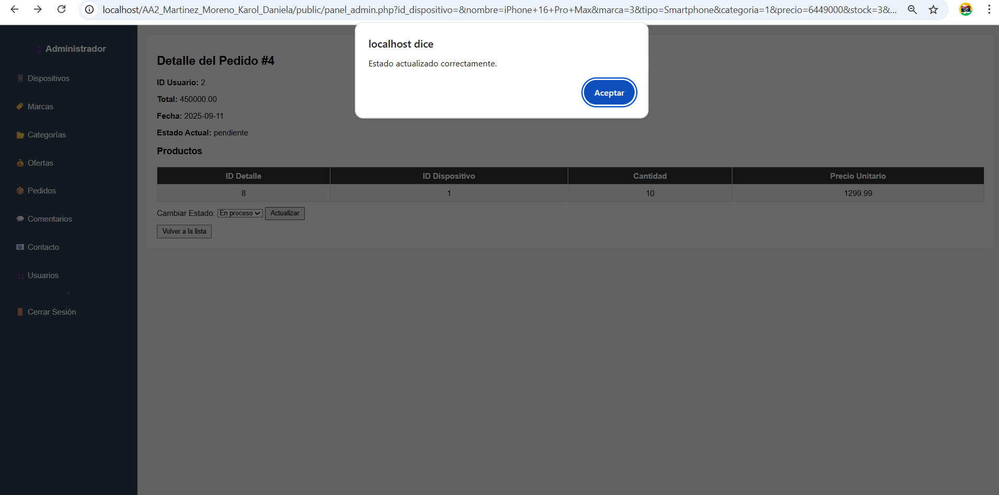 localhost/AA2_Martinez_Moreno_Karol_Daniela/public/panel_admin.php?id_dispositivo=&nombre=iPhone+16+Pro+Max&marca=3&tipo=Smartphone&categoria=1&precio=6449000&stock=3&...
localhost dice
Estado actualizado correctamente.
Aceptar
Administrador
Dispositivos
Marcas
Categorías
Ofertas
Pedidos
Comentarios
Contacto
Usuarios
Cerrar Sesión
Detalle del Pedido #4
ID Usuario: 2
Total: 450000.00
Fecha: 2025-09-11
Estado Actual: pendiente
Productos
ID Detalle ID Dispositivo Cantidad Precio Unitario
8 1 10 1299.99
Cambiar Estado: En proceso Actualizar
Volver a la lista